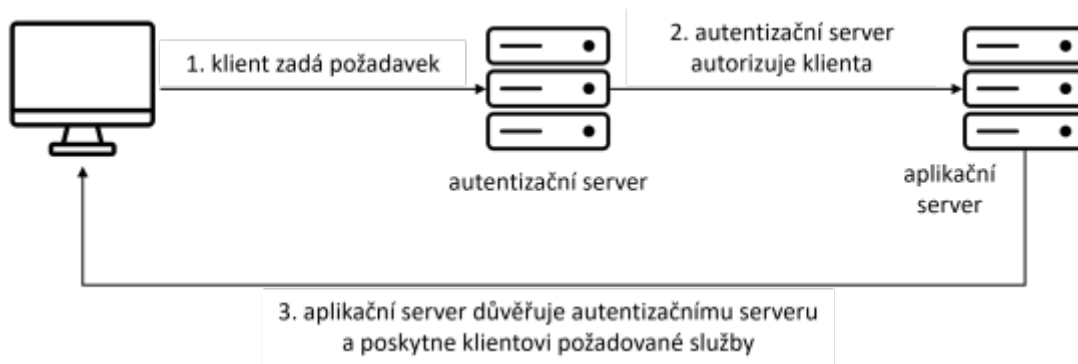 1. klient zadá požadavek
2. autentizační server
autorizuje klienta
autentizační server
aplikační
server
3. aplikační server důvěřuje autentizačnímu serveru
a poskytne klientovi požadované služby